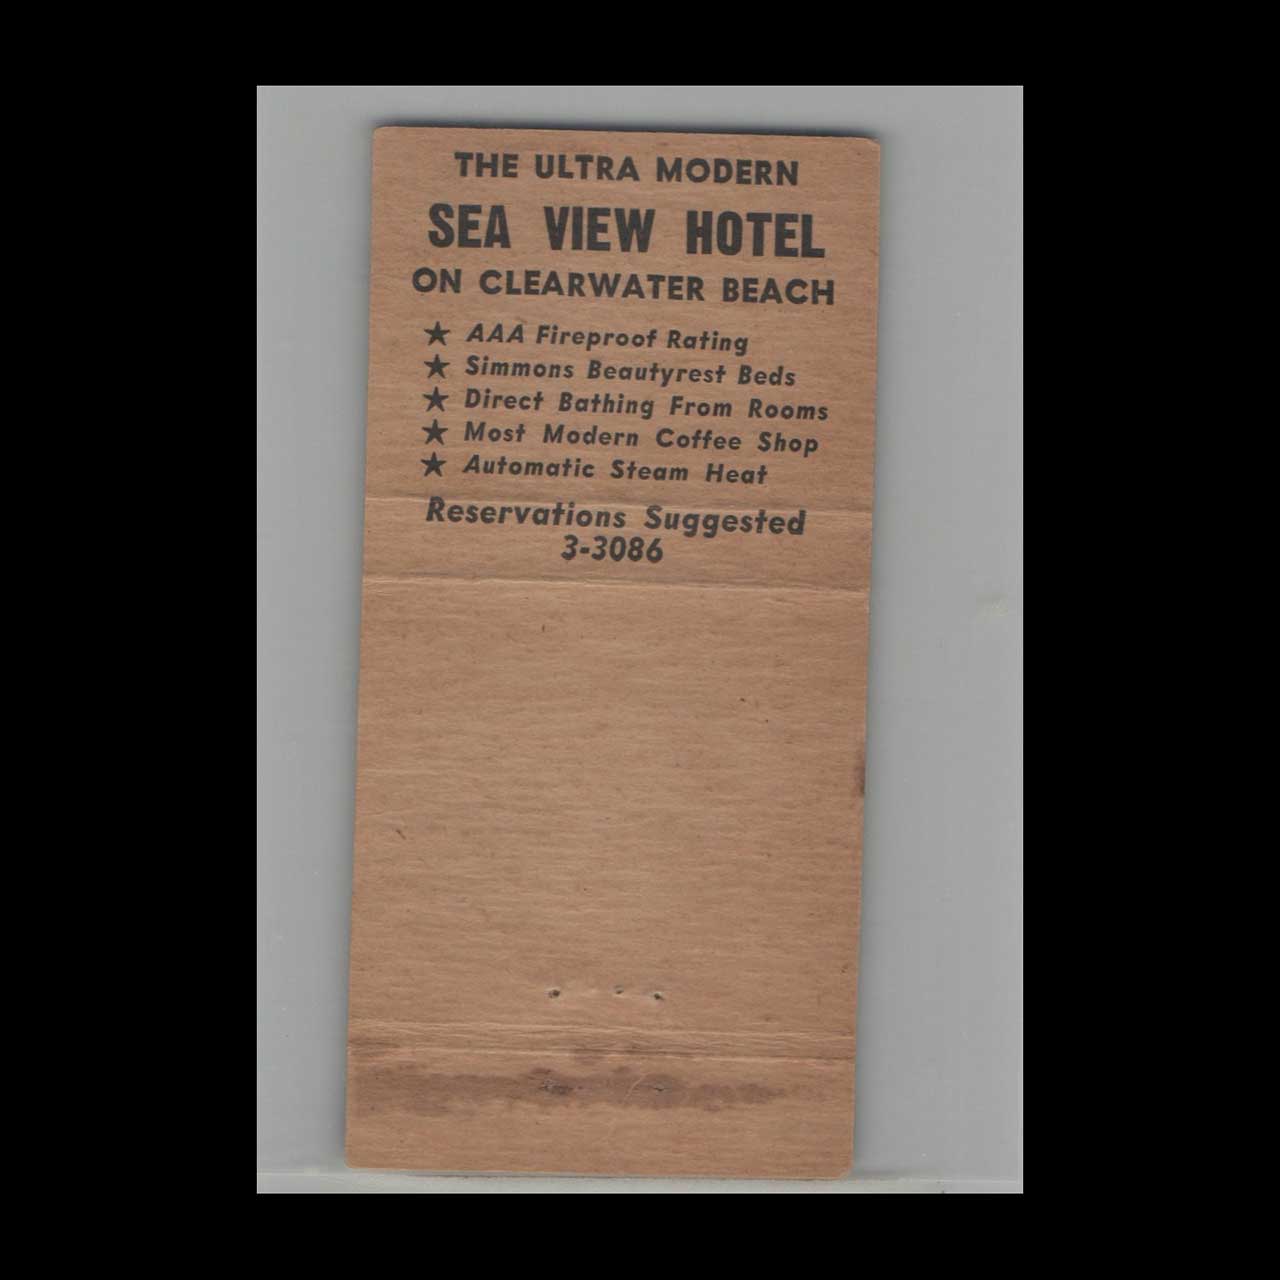 THE ULTRA MODERN
SEA VIEW HOTEL
ON CLEARWATER BEACH
★ AAA Fireproof Rating
★ Simmons Beautyrest Beds
★ Direct Bathing From Rooms
★ Most Modern Coffee Shop
★ Automatic Steam Heat
Reservations Suggested
3-3086